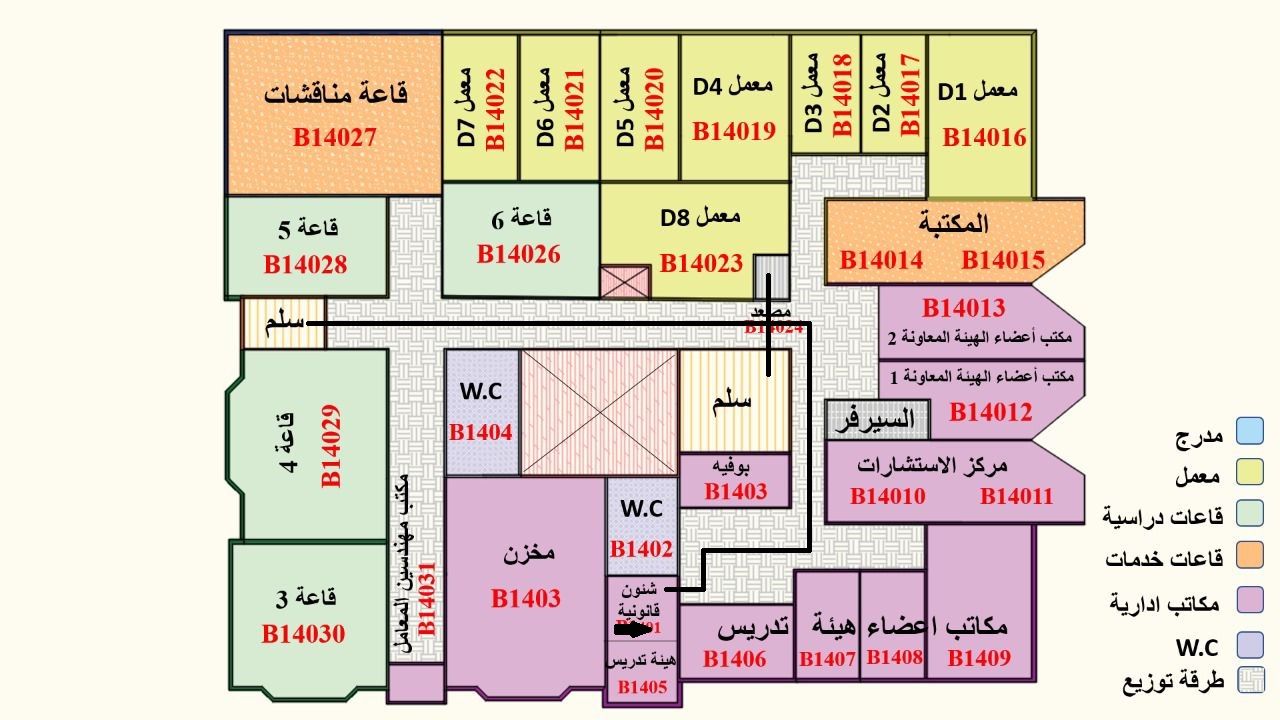 قاعة مناقشات
B14027
معمل D7
B14022
معمل D6
B14021
معمل D5
B14020
معمل D4
B14019
معمل D3
B14018
معمل D2
B14017
معمل D1
B14016
قاعة 5
B14028
قاعة 6
B14026
معمل D8
B14023
المكتبة
B14014 B14015
B14013
مكتب أعضاء الهيئة المعاونة 2
مكتب أعضاء الهيئة المعاونة 1
B14012
سلم
مصعد
B14024
W.C
B1404
سلم
السيرفر
بوفيه
B1403
مركز الاستشارات
B14010 B14011
قاعة 4
B14029
مكتب مهندسين المعامل
B14031
W.C
B1402
مخزن
B1403
قاعة 3
B14030
شئون
قانونية
هيئة تدريس
B1405
مكاتب اعضاء هيئة تدريس
B1406 B1407 B1408 B1409
مدرج
معمل
قاعات دراسية
قاعات خدمات
مكاتب ادارية
W.C
طرقة توزيع